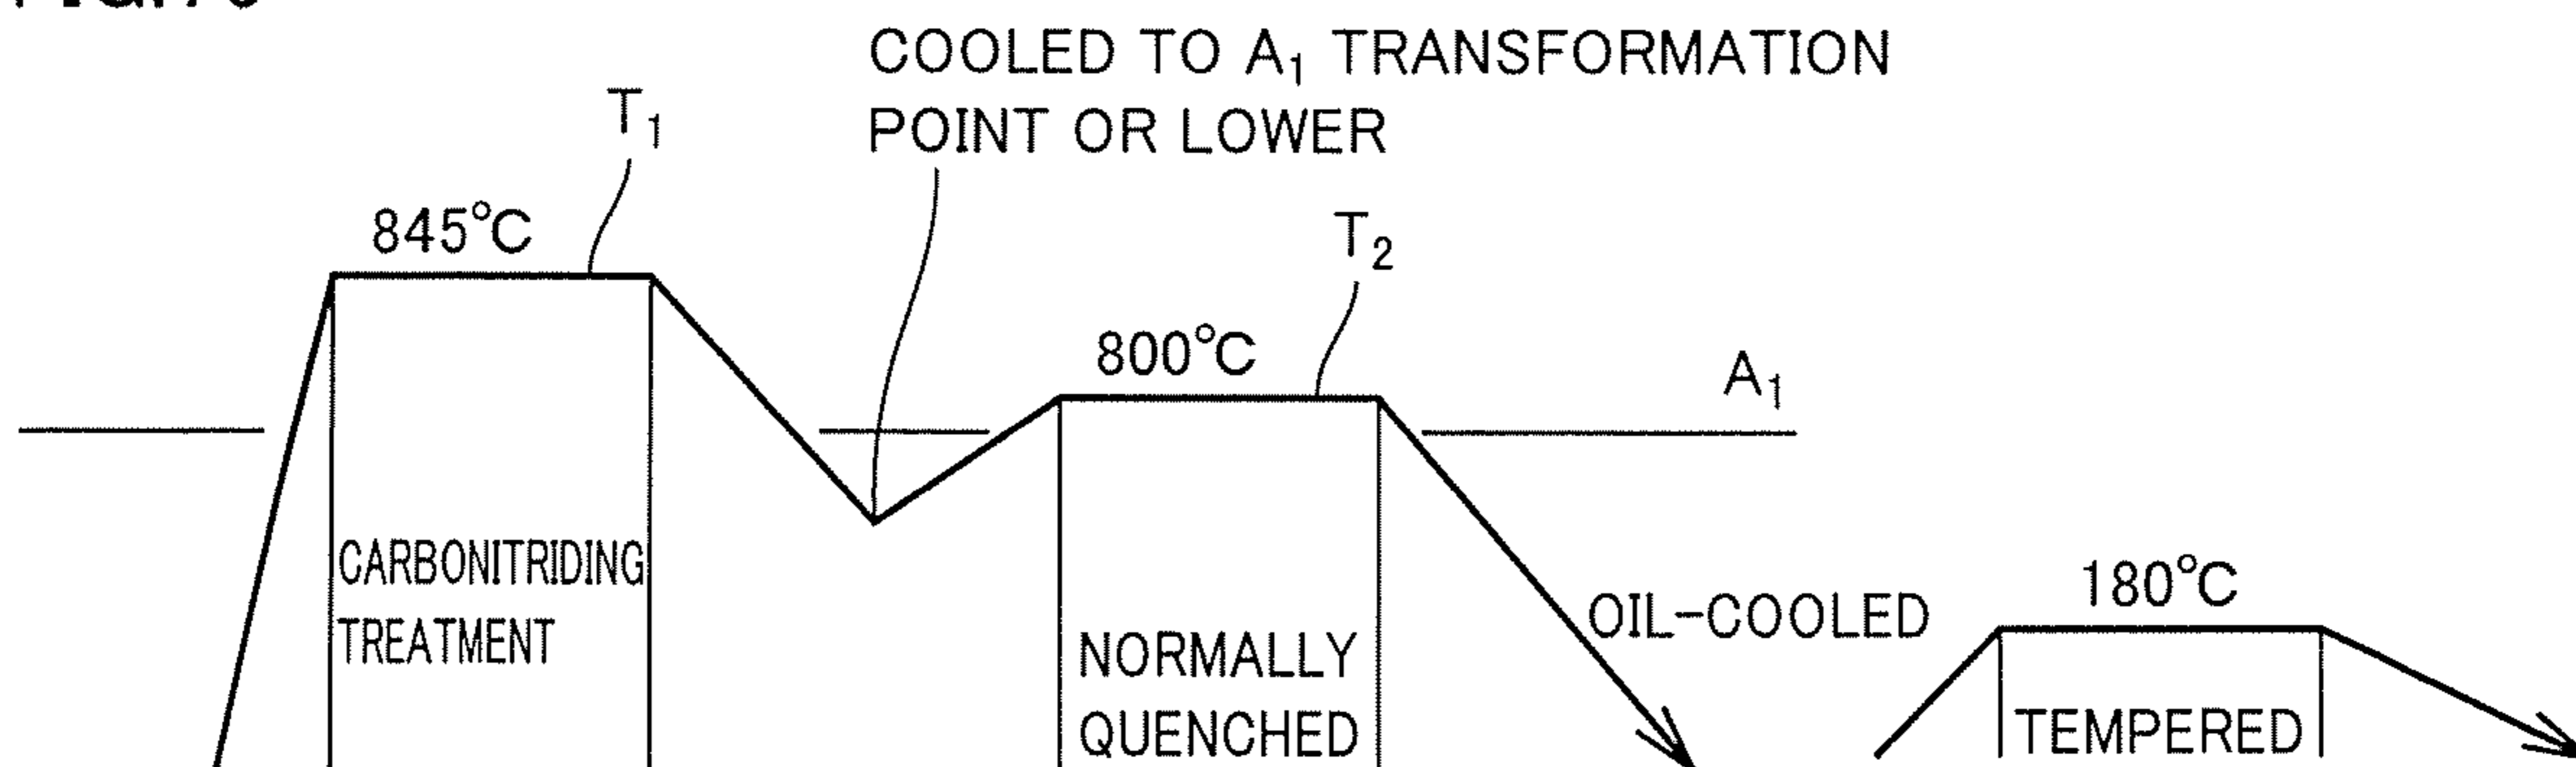 COOLED TO A₁ TRANSFORMATION
POINT OR LOWER
T₁
845°C
T₂
800°C
A₁
CARBONITRIDING
TREATMENT
NORMALLY
QUENCHED
OIL-COOLED
180°C
TEMPERED